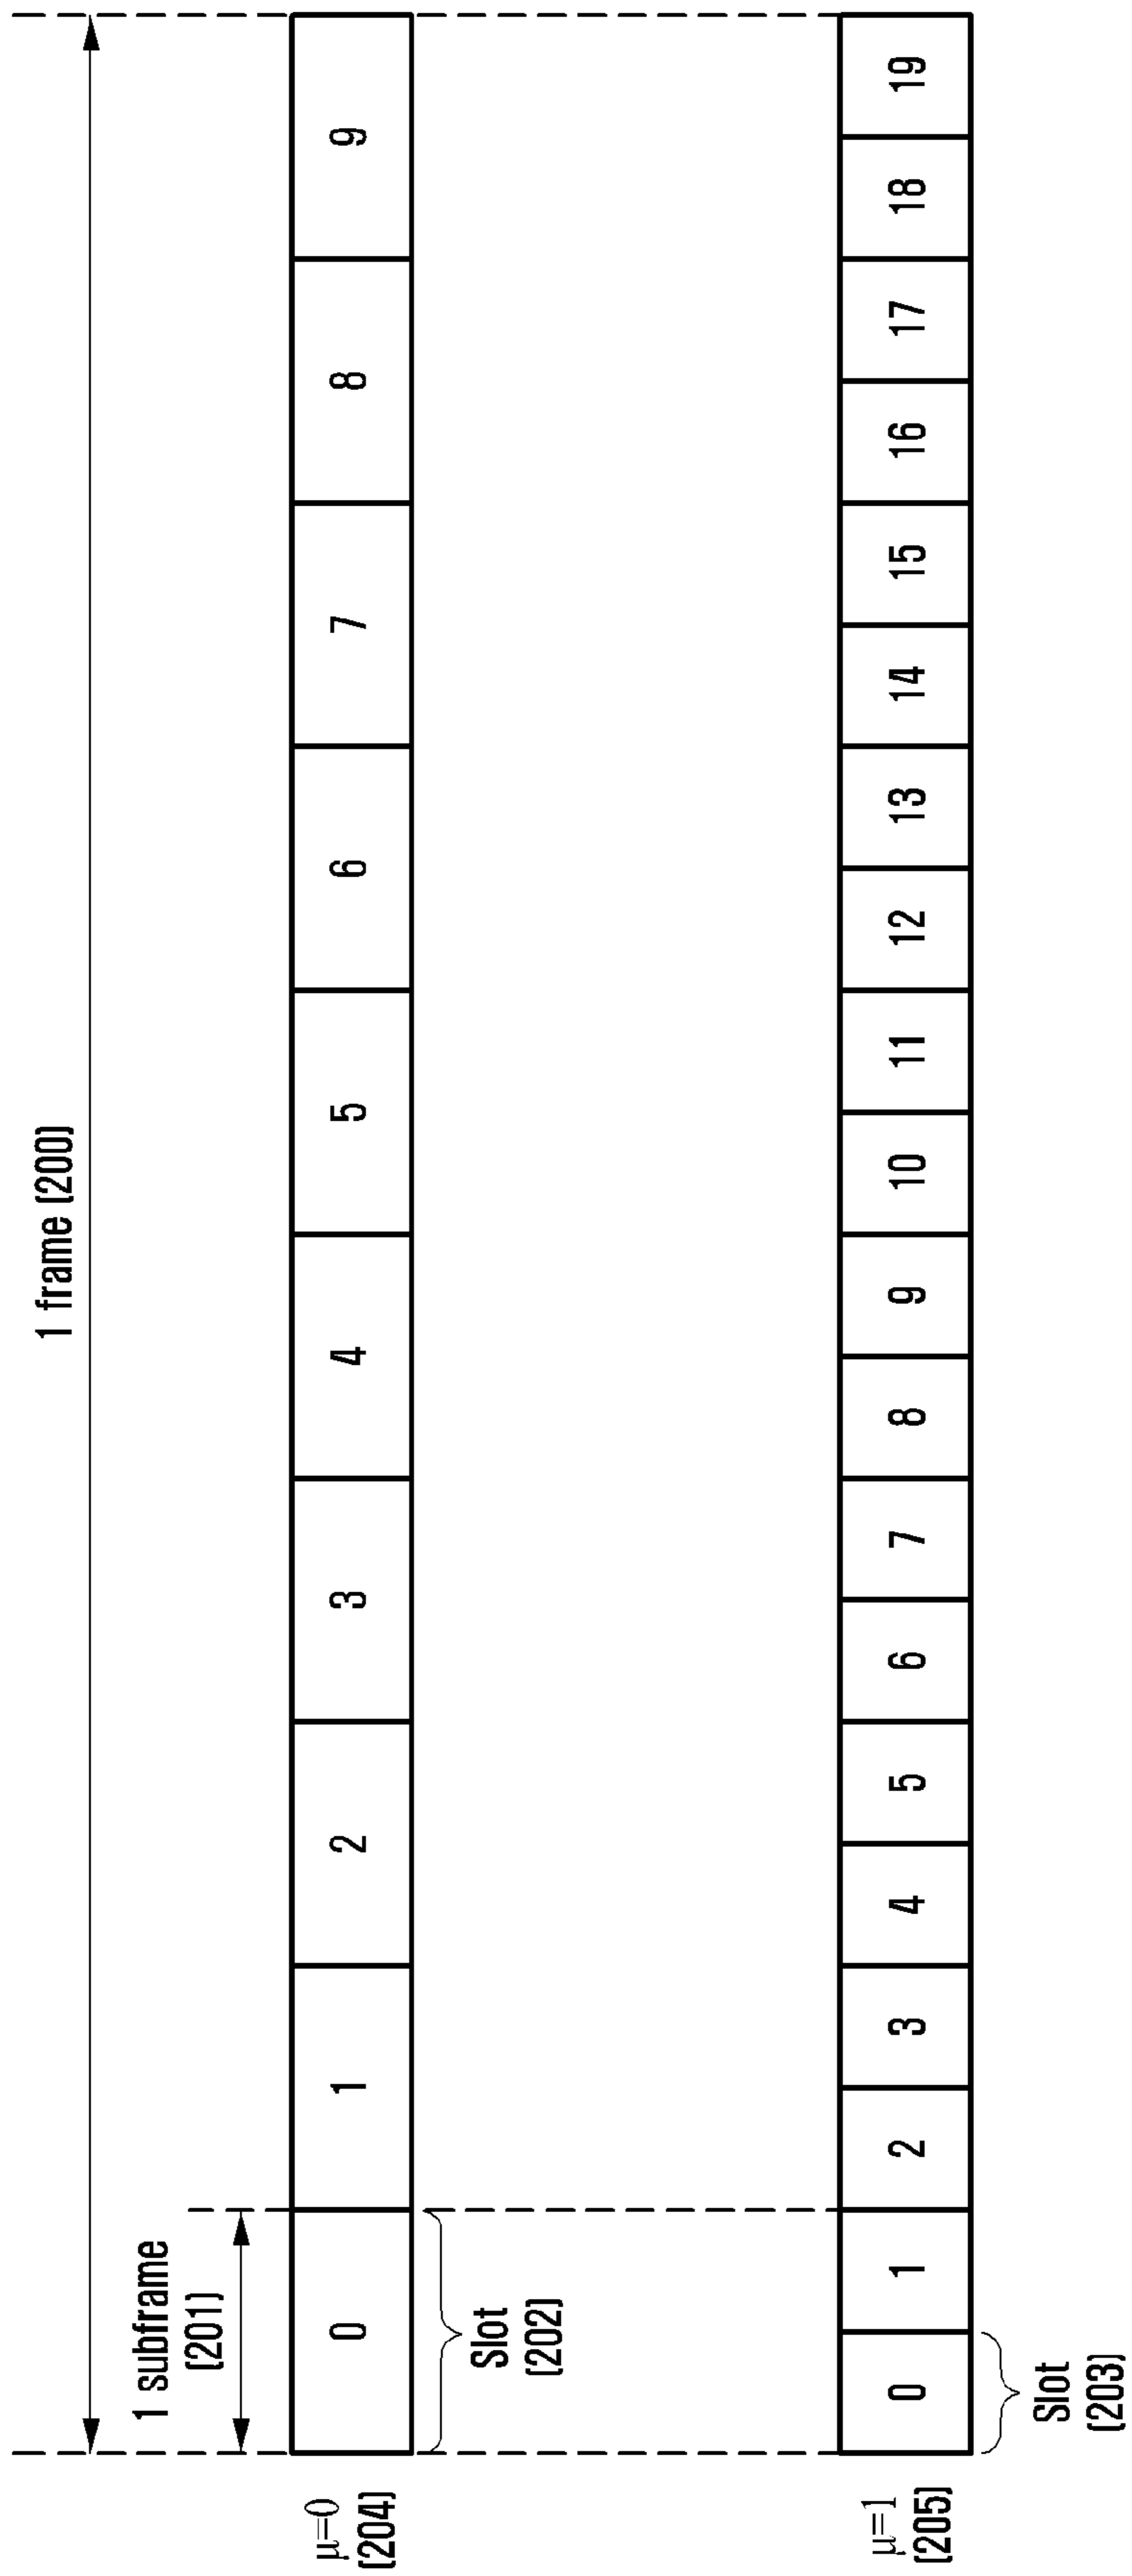 1 frame (200)
1 subframe
(201)
μ=0
(204)
0 1 2 3 4 5 6 7 8 9
Slot
(202)
μ=1
(205)
0 1 2 3 4 5 6 7 8 9 10 11 12 13 14 15 16 17 18 19
Slot
(203)